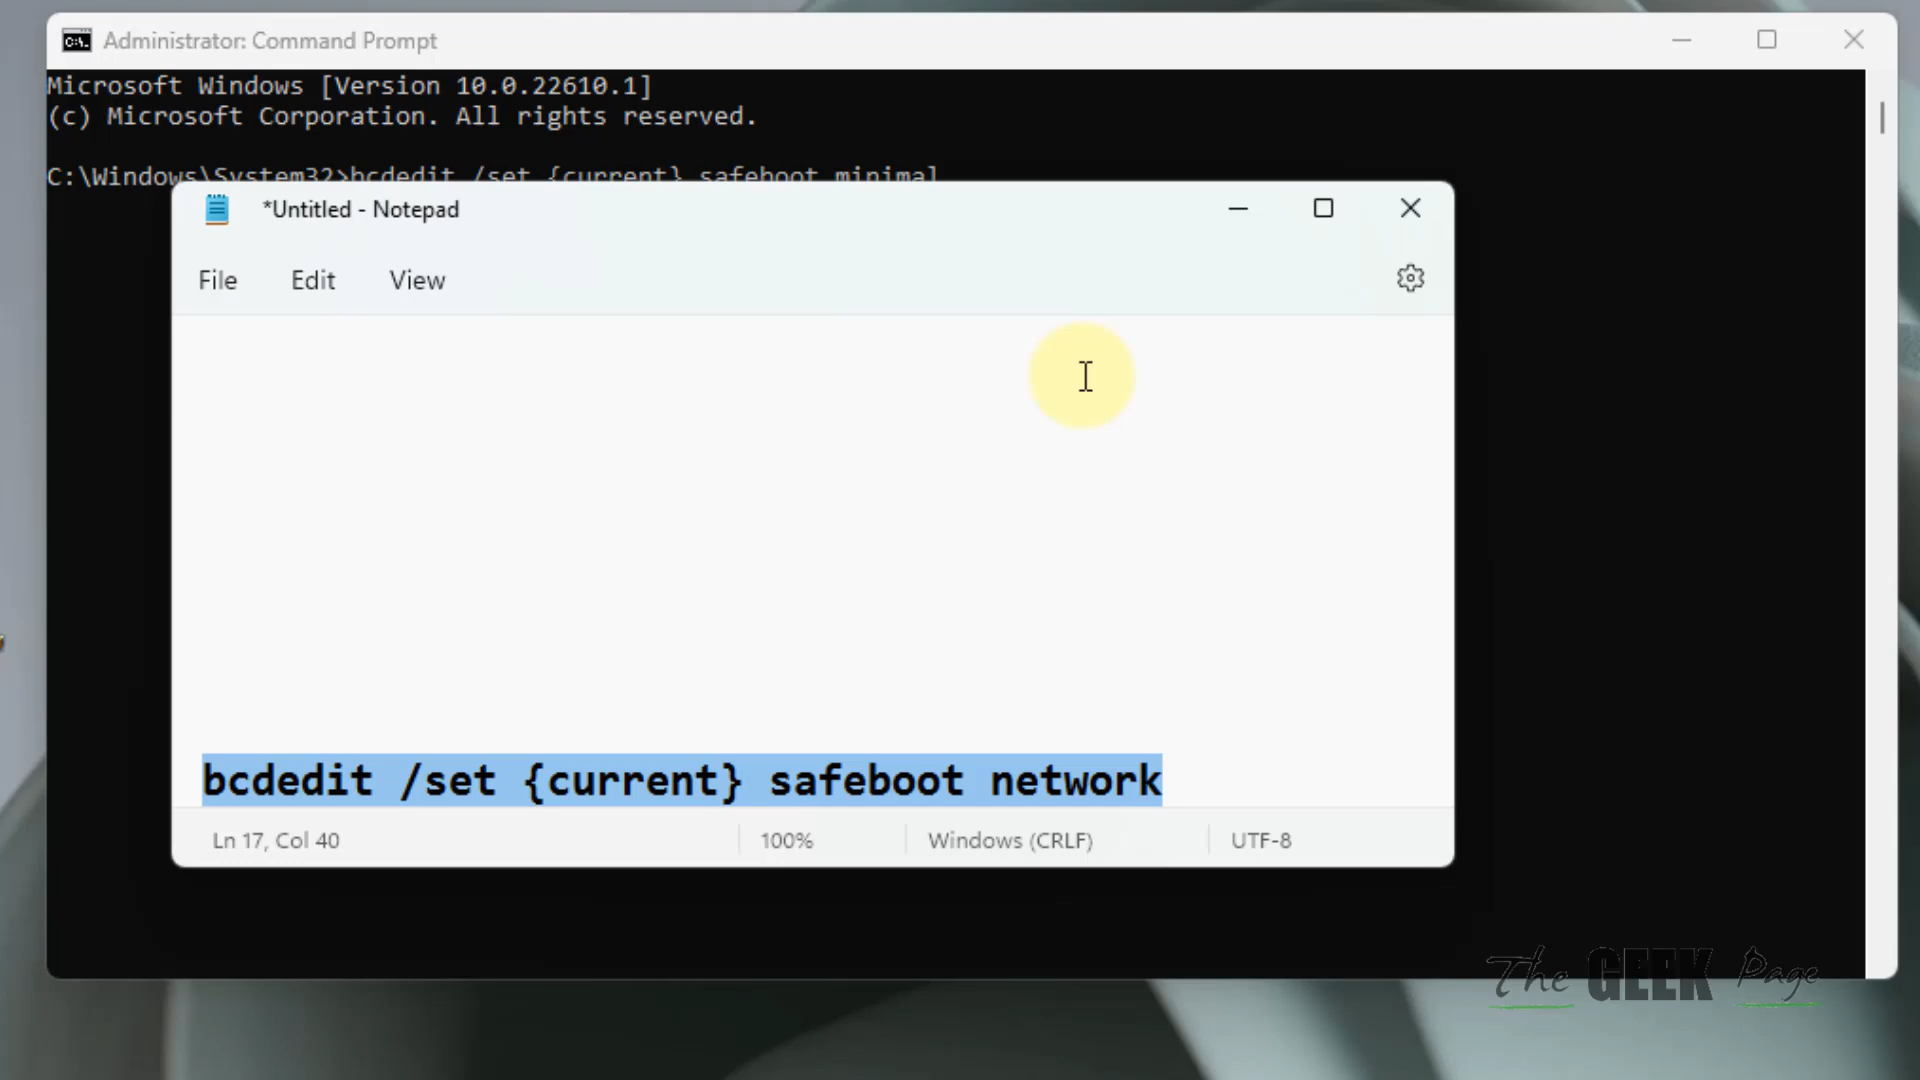 Administrator: Command Prompt
Microsoft Windows [Version 10.0.22610.1]
(c) Microsoft Corporation. All rights reserved.
C:\Windows\System32>bcdedit /set {current} safeboot minimal
*Untitled - Notepad
File Edit View
bcdedit /set {current} safeboot network
Ln 17, Col 40 100% Windows (CRLF) UTF-8
The GEEK Page